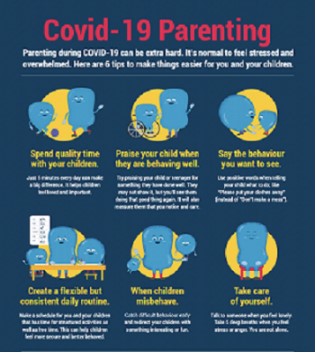 Covid-19 Parenting
Parenting during COVID-19 can be extra hard. It's normal to feel stressed and
overwhelmed. Here are 6 tips to make things easier for you and your children.
Spend quality time
with your children.
Just 5 minutes every day can make
a big difference. It helps children
feel loved and important.
Praise your child when
they are behaving well.
Try praising your child or teenager for
something they have done well. They
may not show it, but you'll see them
doing that good thing again. It will also
reassure them that you notice and care.
Say the behaviour
you want to see.
Use positive words when telling
your child what to do, like
"Please put your clothes away"
(instead of "Don't make a mess").
Create a flexible but
consistent daily routine.
Make a schedule for you and your children
that has time for structured activities as
well as free time. This can help children
feel more secure and better behaved.
When children
misbehave.
Catch difficult behaviour early
and redirect your children with
something interesting or fun.
Take care
of yourself.
Talk to someone when you feel lonely.
Take 5 deep breaths when you feel
stress or anger. You are not alone.